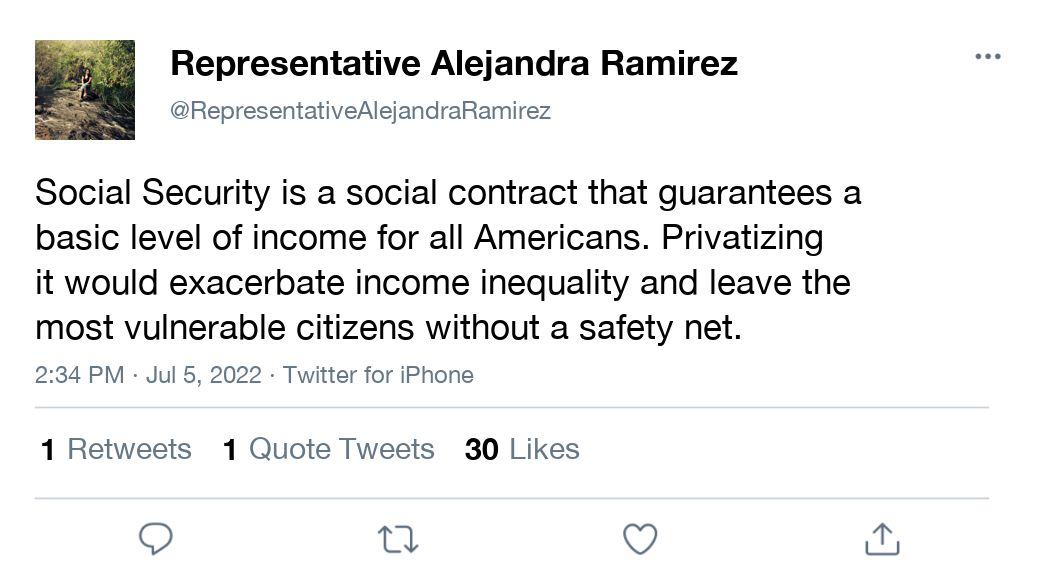 Representative Alejandra Ramirez
@RepresentativeAlejandraRamirez
Social Security is a social contract that guarantees a
basic level of income for all Americans. Privatizing
it would exacerbate income inequality and leave the
most vulnerable citizens without a safety net.
2:34 PM · Jul 5, 2022 · Twitter for iPhone
1 Retweets 1 Quote Tweets 30 Likes